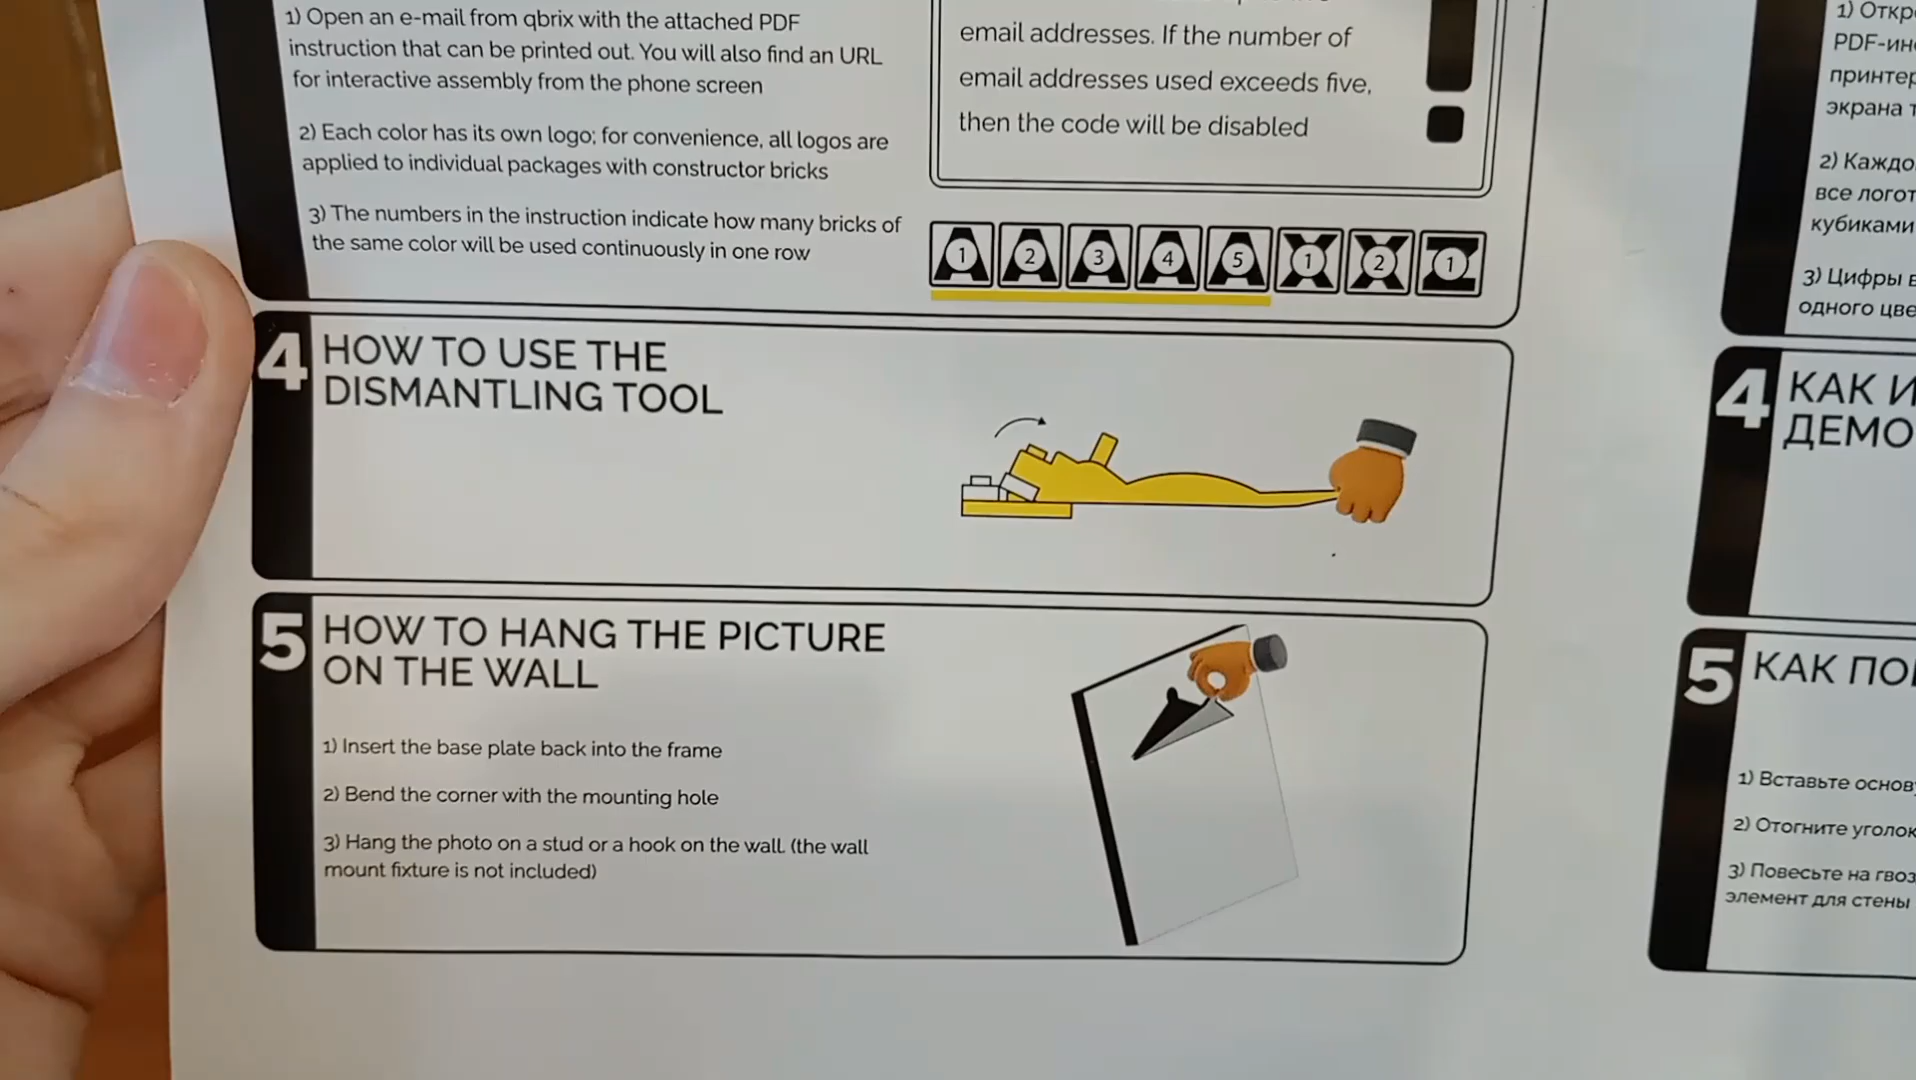 1) Open an e-mail from qbrix with the attached PDF
instruction that can be printed out. You will also find an URL
for interactive assembly from the phone screen
2) Each color has its own logo; for convenience, all logos are
applied to individual packages with constructor bricks
3) The numbers in the instruction indicate how many bricks of
the same color will be used continuously in one row
email addresses. If the number of
email addresses used exceeds five,
then the code will be disabled
1 2 3 4 5 1 2 1
4 HOW TO USE THE
DISMANTLING TOOL
5 HOW TO HANG THE PICTURE
ON THE WALL
1) Insert the base plate back into the frame
2) Bend the corner with the mounting hole
3) Hang the photo on a stud or a hook on the wall. (the wall
mount fixture is not included)
1) Откр
PDF-ин
принтер
экрана т
2) Каждо
все логот
кубиками
3) Цифры в
одного цве
4 КАК И
ДЕМО
5 КАК ПО
1) Вставьте основ
2) Отогните уголок
3) Повесьте на гвоз
элемент для стены